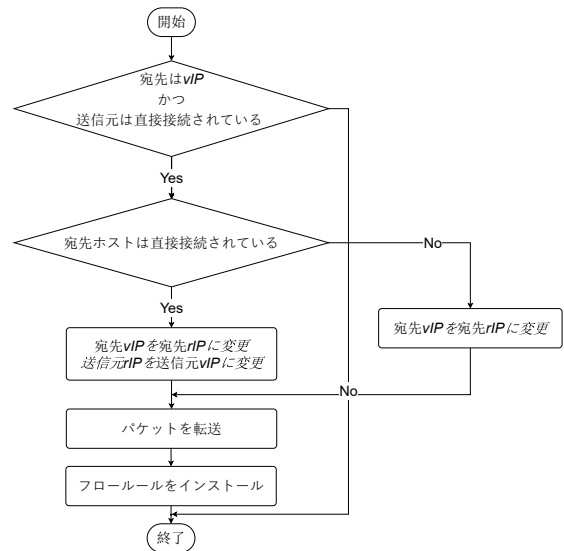 開始
宛先はvIP
かつ
送信元は直接接続されている
Yes
宛先ホストは直接接続されている
No
Yes
宛先vIPを宛先rIPに変更
送信元rIPを送信元vIPに変更
宛先vIPを宛先rIPに変更
No
パケットを転送
フロールールをインストール
終了